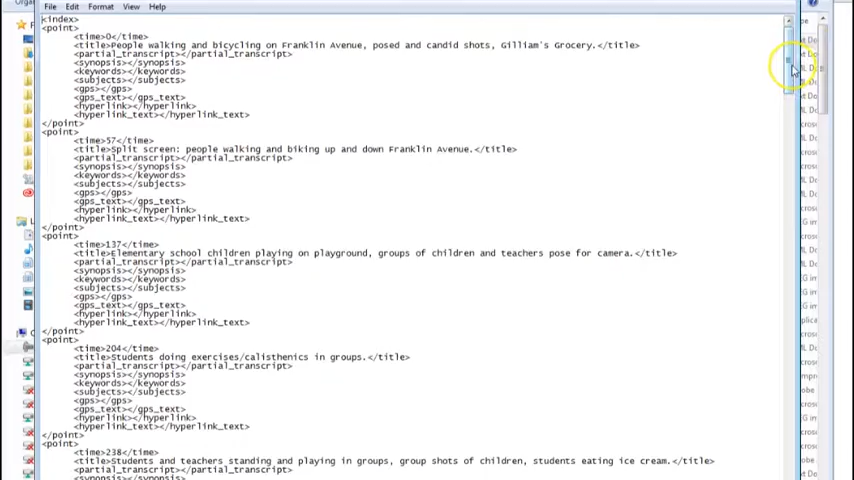 File Edit Format View Help
<index>
<point>
<time>0</time>
<title>People walking and bicycling on Franklin Avenue, posed and candid shots, Gilliam's Grocery.</title>
<partial_transcript></partial_transcript>
<synopsis></synopsis>
<keywords></keywords>
<subjects></subjects>
<gps></gps>
<gps_text></gps_text>
<hyperlink></hyperlink>
<hyperlink_text></hyperlink_text>
</point>
<point>
<time>57</time>
<title>Split screen: people walking and biking up and down Franklin Avenue.</title>
<partial_transcript></partial_transcript>
<synopsis></synopsis>
<keywords></keywords>
<subjects></subjects>
<gps></gps>
<gps_text></gps_text>
<hyperlink></hyperlink>
<hyperlink_text></hyperlink_text>
</point>
<point>
<time>137</time>
<title>Elementary school children playing on playground, groups of children and teachers pose for camera.</title>
<partial_transcript></partial_transcript>
<synopsis></synopsis>
<keywords></keywords>
<subjects></subjects>
<gps></gps>
<gps_text></gps_text>
<hyperlink></hyperlink>
<hyperlink_text></hyperlink_text>
</point>
<point>
<time>204</time>
<title>Students doing exercises/calisthenics in groups.</title>
<partial_transcript></partial_transcript>
<synopsis></synopsis>
<keywords></keywords>
<subjects></subjects>
<gps></gps>
<gps_text></gps_text>
<hyperlink></hyperlink>
<hyperlink_text></hyperlink_text>
</point>
<point>
<time>238</time>
<title>Students and teachers standing and playing in groups, group shots of children, students eating ice cream.</title>
<partial_transcript></partial_transcript>
<synopsis></synopsis>